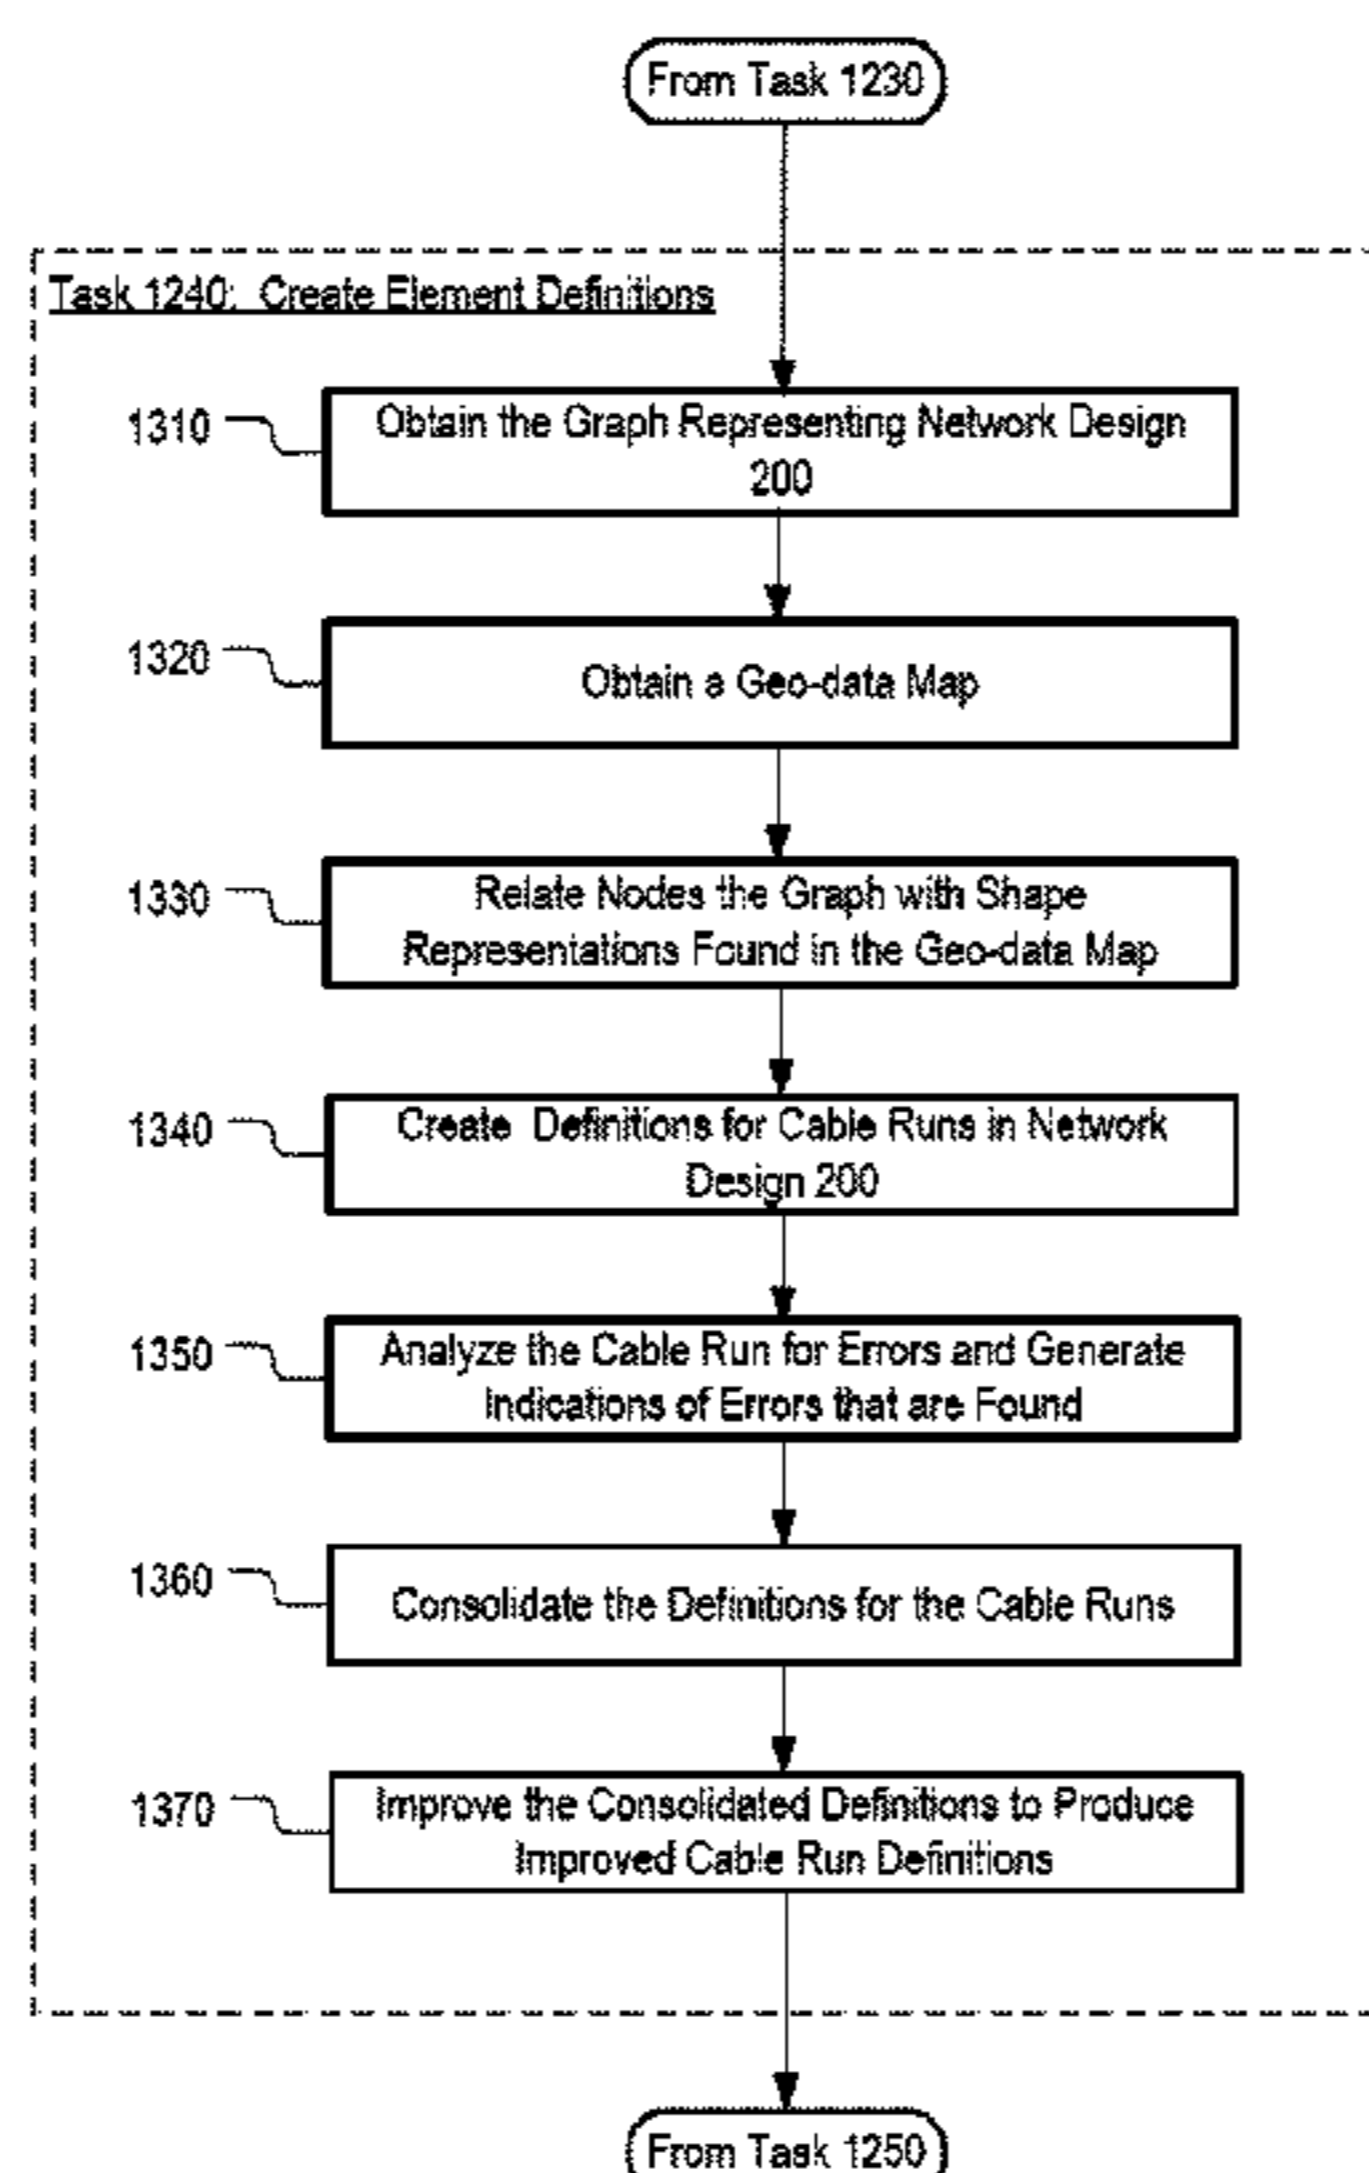 From Task 1230
Task 1240: Create Element Definitions
1310
Obtain the Graph Representing Network Design
200
1320
Obtain a Geo-data Map
1330
Relate Nodes the Graph with Shape
Representations Found in the Geo-data Map
1340
Create Definitions for Cable Runs in Network
Design 200
1350
Analyze the Cable Run for Errors and Generate
Indications of Errors that are Found
1360
Consolidate the Definitions for the Cable Runs
1370
Improve the Consolidated Definitions to Produce
Improved Cable Run Definitions
From Task 1250